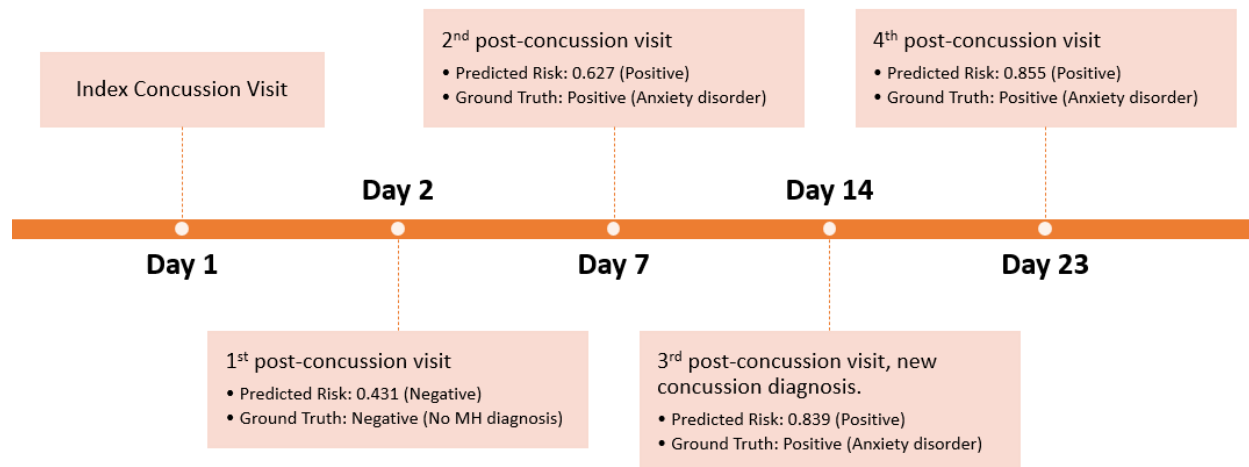 Index Concussion Visit
Day 1
Day 2
1st post-concussion visit
• Predicted Risk: 0.431 (Negative)
• Ground Truth: Negative (No MH diagnosis)
2nd post-concussion visit
• Predicted Risk: 0.627 (Positive)
• Ground Truth: Positive (Anxiety disorder)
Day 7
Day 14
3rd post-concussion visit, new
concussion diagnosis.
• Predicted Risk: 0.839 (Positive)
• Ground Truth: Positive (Anxiety disorder)
4th post-concussion visit
• Predicted Risk: 0.855 (Positive)
• Ground Truth: Positive (Anxiety disorder)
Day 23